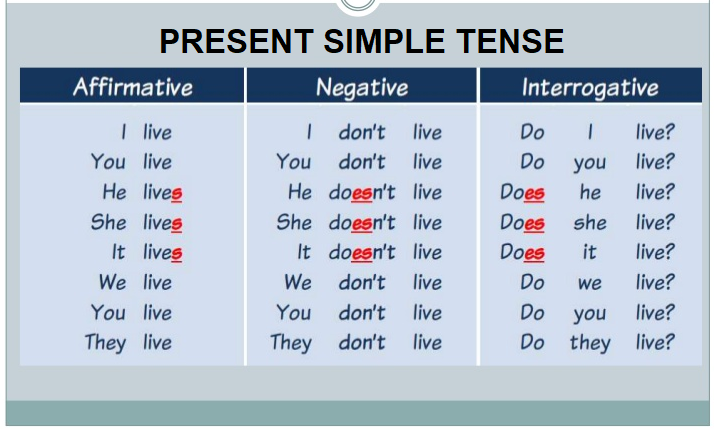 PRESENT SIMPLE TENSE
Affirmative Negative Interrogative
I live I don't live Do I live?
You live You don't live Do you live?
He lives He doesn't live Does he live?
She lives She doesn't live Does she live?
It lives It doesn't live Does it live?
We live We don't live Do we live?
You live You don't live Do you live?
They live They don't live Do they live?